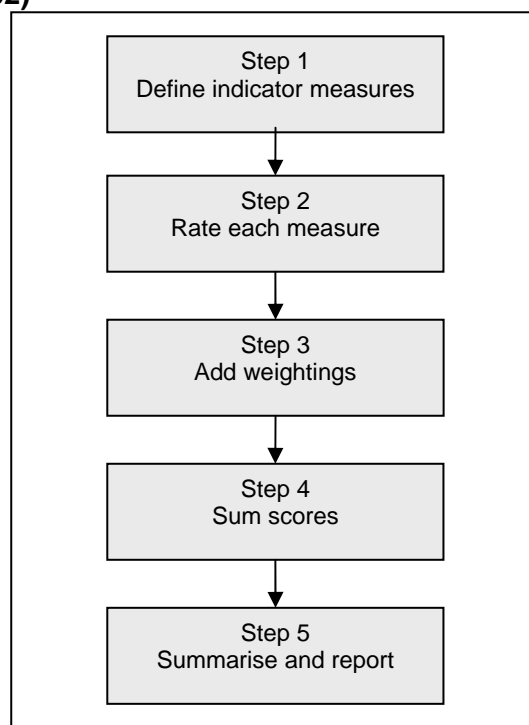 Step 1
Define indicator measures
Step 2
Rate each measure
Step 3
Add weightings
Step 4
Sum scores
Step 5
Summarise and report